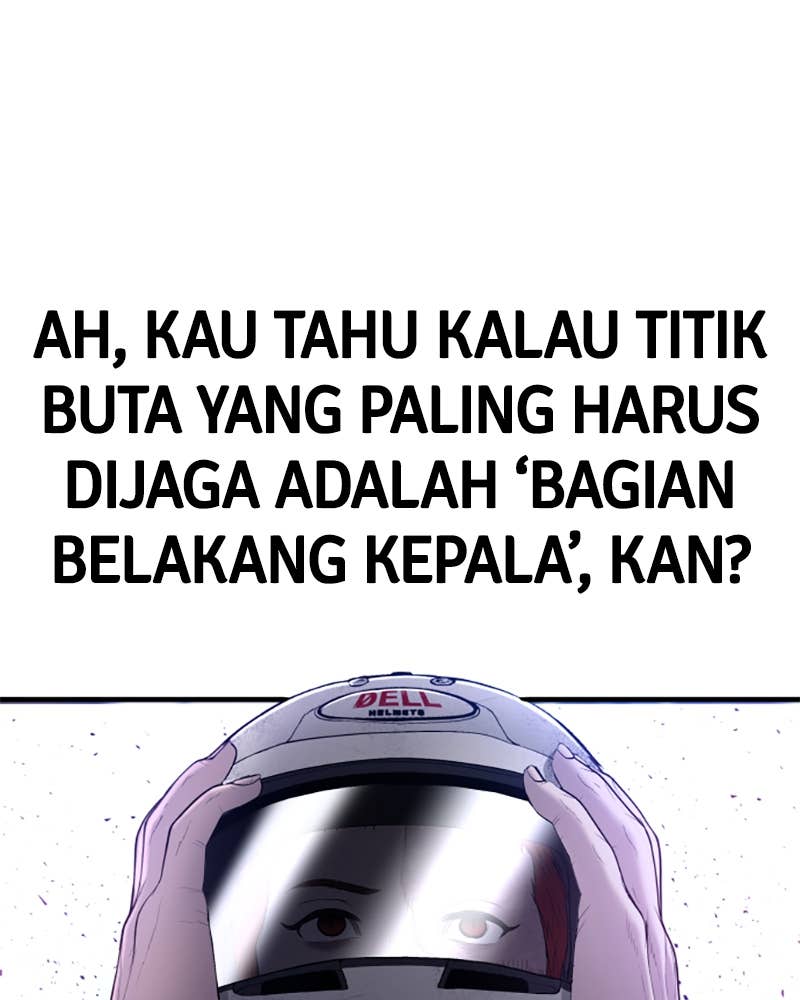 AH, KAU TAHU KALAU TITIK
BUTA YANG PALING HARUS
DIJAGA ADALAH ‘BAGIAN
BELAKANG KEPALA’, KAN?
DELL
HELMETS